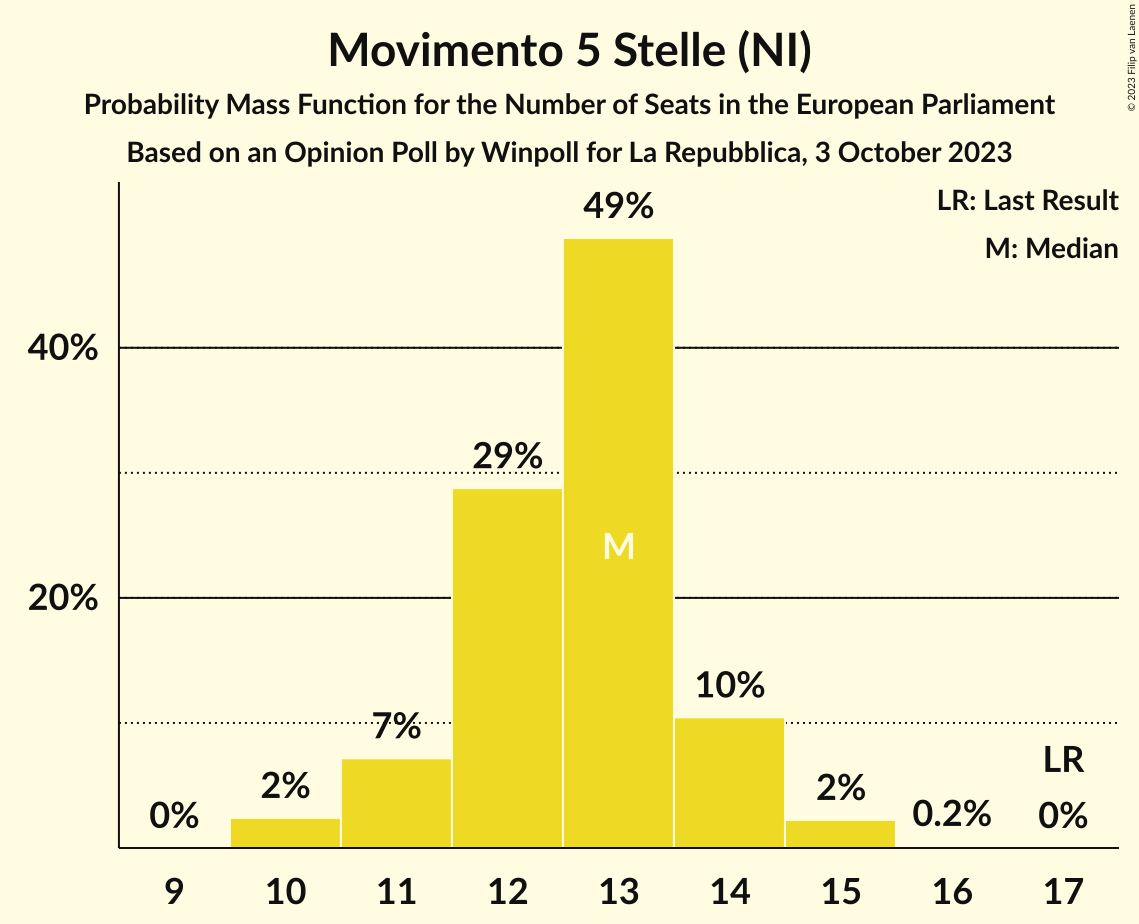 Movimento 5 Stelle (NI)
Probability Mass Function for the Number of Seats in the European Parliament
Based on an Opinion Poll by Winpoll for La Repubblica, 3 October 2023
© 2023 Filip van Laenen
LR: Last Result
M: Median
49%
40%
29%
M
20%
10%
7%
LR
2%
2%
0%
0.2%
0%
9 10 11 12 13 14 15 16 17